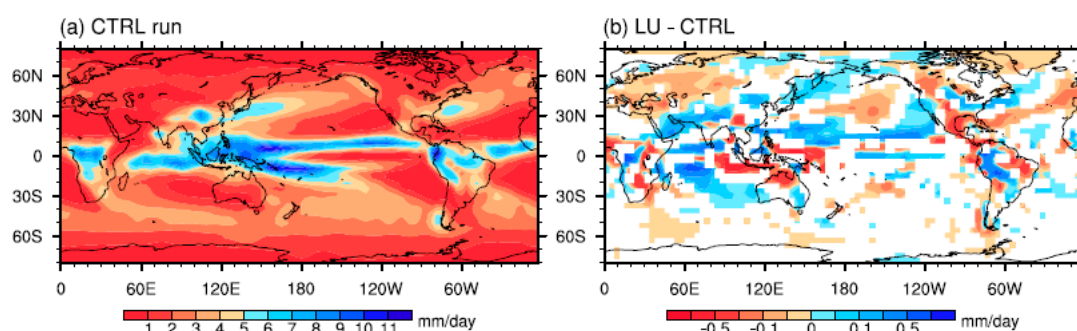 (a) CTRL run
(b) LU - CTRL
60N
30N
0
30S
60S
60N
30N
0
30S
60S
0 60E 120E 180 120W 60W
0 60E 120E 180 120W 60W
1 2 3 4 5 6 7 8 9 10 11 mm/day
-0.5 -0.1 0 0.1 0.5 mm/day